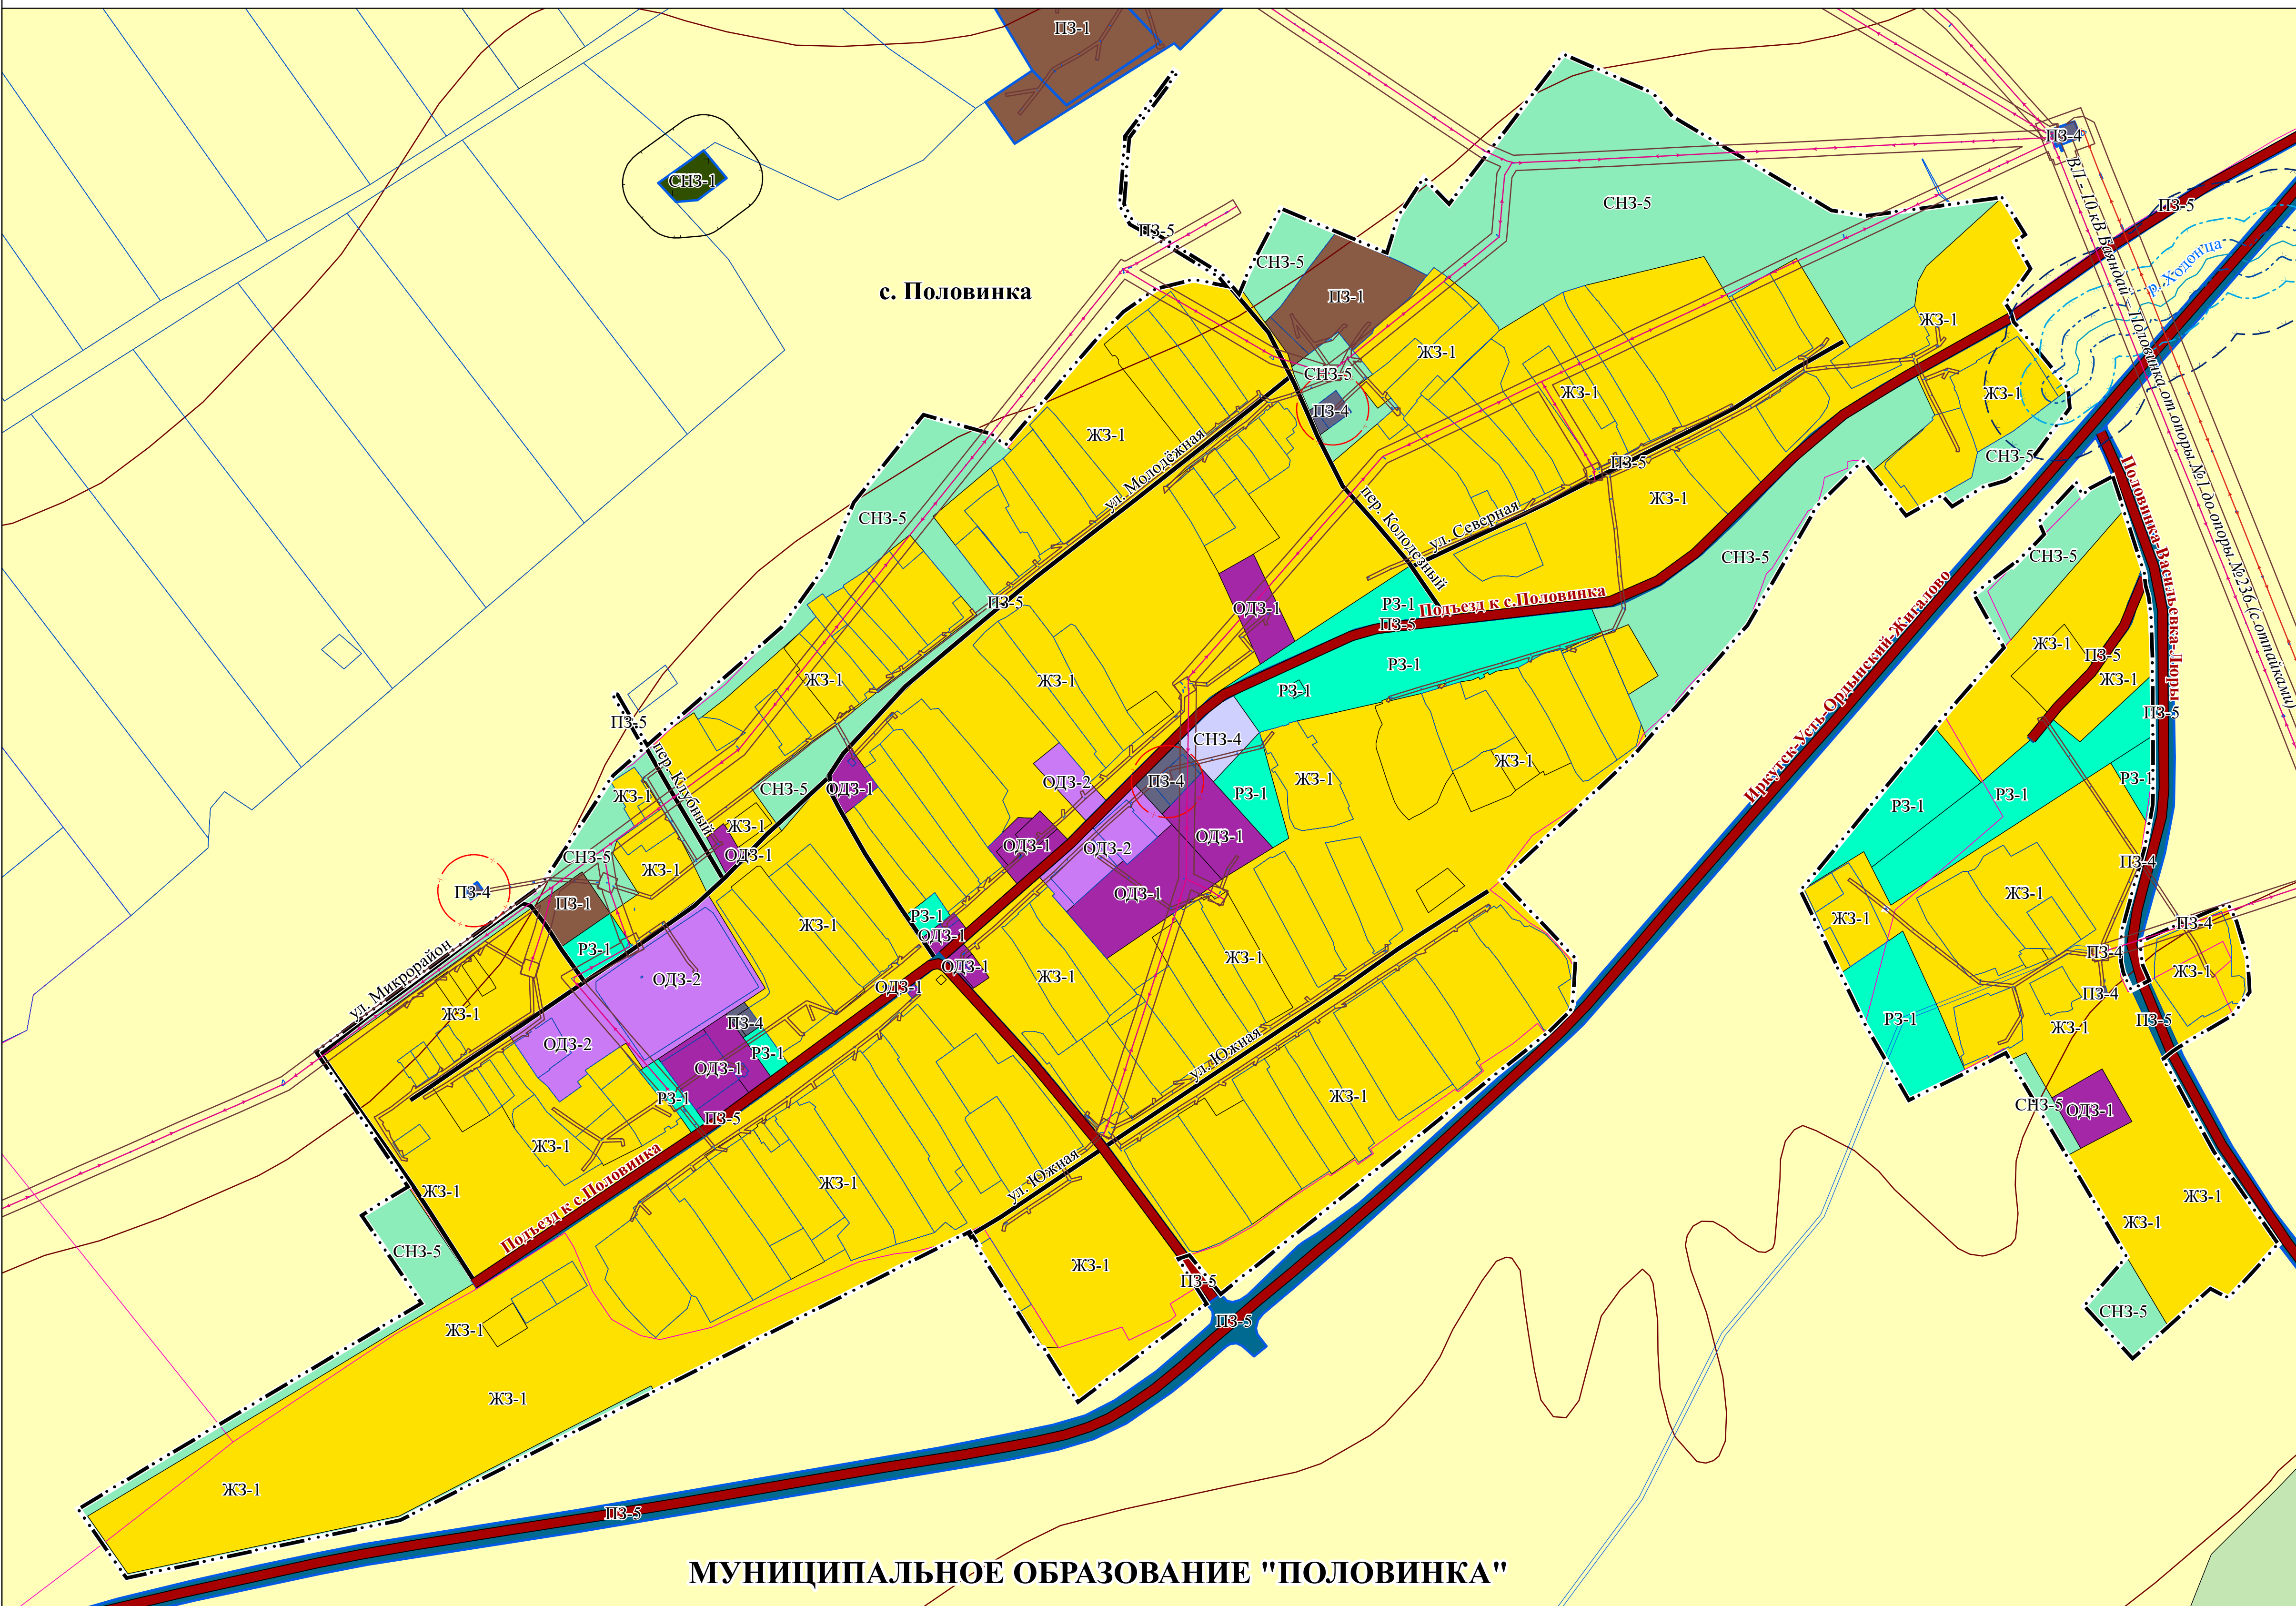 ПЗ-1
СНЗ-1
ПЗ-4
ВЛ - 10 кВ Баяндай - Половинка от опоры №1 до опоры №236 (с отпайками)
ПЗ-5
СНЗ-5
р. Ходонца
ПЗ-5
СНЗ-5
с. Половинка
ПЗ-1
ЖЗ-1
ЖЗ-1
СНЗ-5
ЖЗ-1
ЖЗ-1
ПЗ-4
ЖЗ-1
ул. Молодёжная
СНЗ-5
ПЗ-5
Половинка-Васильевка-Люры
ЖЗ-1
пер. Колодезный
ул. Северная
СНЗ-5
СНЗ-5
СНЗ-5
ПЗ-5
ОДЗ-1
РЗ-1
Подъезд к с.Половинка
ПЗ-5
Иркутск-Усть-Ордынский-Жигалово
ЖЗ-1
ПЗ-5
РЗ-1
ЖЗ-1
ЖЗ-1
ЖЗ-1
РЗ-1
ПЗ-5
ПЗ-5
пер. Клубный
СНЗ-4
ЖЗ-1
ЖЗ-1
РЗ-1
ОДЗ-2
ПЗ-4
СНЗ-5
ОДЗ-1
РЗ-1
РЗ-1
РЗ-1
ЖЗ-1
ЖЗ-1
ОДЗ-1
ОДЗ-1
ОДЗ-2
ОДЗ-1
СНЗ-5
ЖЗ-1
ПЗ-4
ПЗ-4
ПЗ-1
ОДЗ-1
ЖЗ-1
РЗ-1
ЖЗ-1
ЖЗ-1
ПЗ-4
ОДЗ-1
РЗ-1
ЖЗ-1
ПЗ-4
ул. Микрорайон
ОДЗ-2
ОДЗ-1
ЖЗ-1
ЖЗ-1
ОДЗ-1
ПЗ-4
ЖЗ-1
ПЗ-4
РЗ-1
ПЗ-5
ЖЗ-1
ОДЗ-2
РЗ-1
ул. Южная
ОДЗ-1
РЗ-1
ЖЗ-1
СНЗ-5
ОДЗ-1
ПЗ-5
ЖЗ-1
Подъезд к с.Половинка
ул. Южная
ЖЗ-1
ЖЗ-1
ЖЗ-1
ЖЗ-1
СНЗ-5
ЖЗ-1
ПЗ-5
СНЗ-5
ПЗ-5
ЖЗ-1
ЖЗ-1
ЖЗ-1
ПЗ-5
МУНИЦИПАЛЬНОЕ ОБРАЗОВАНИЕ "ПОЛОВИНКА"